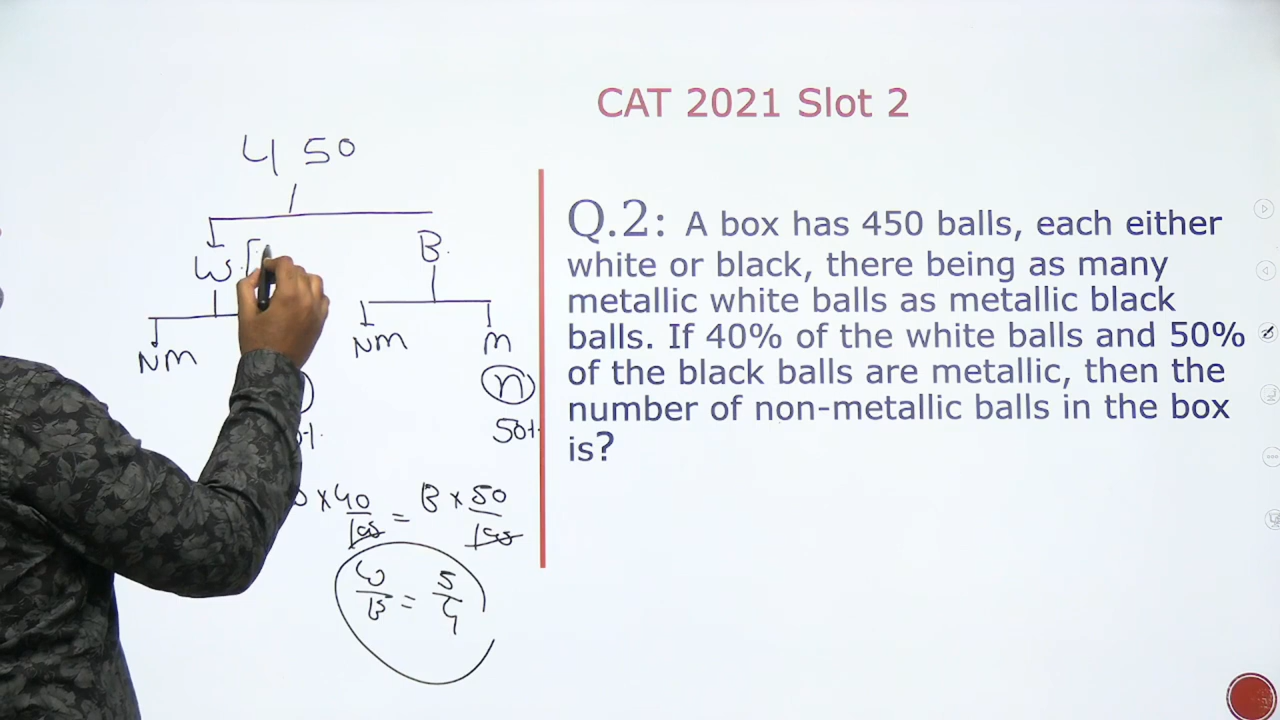 CAT 2021 Slot 2
4 50
W B
NM NM m
n
50%
× 40/100 = B × 50/100
W/B = 5/4
Q.2: A box has 450 balls, each either
white or black, there being as many
metallic white balls as metallic black
balls. If 40% of the white balls and 50%
of the black balls are metallic, then the
number of non-metallic balls in the box
is?